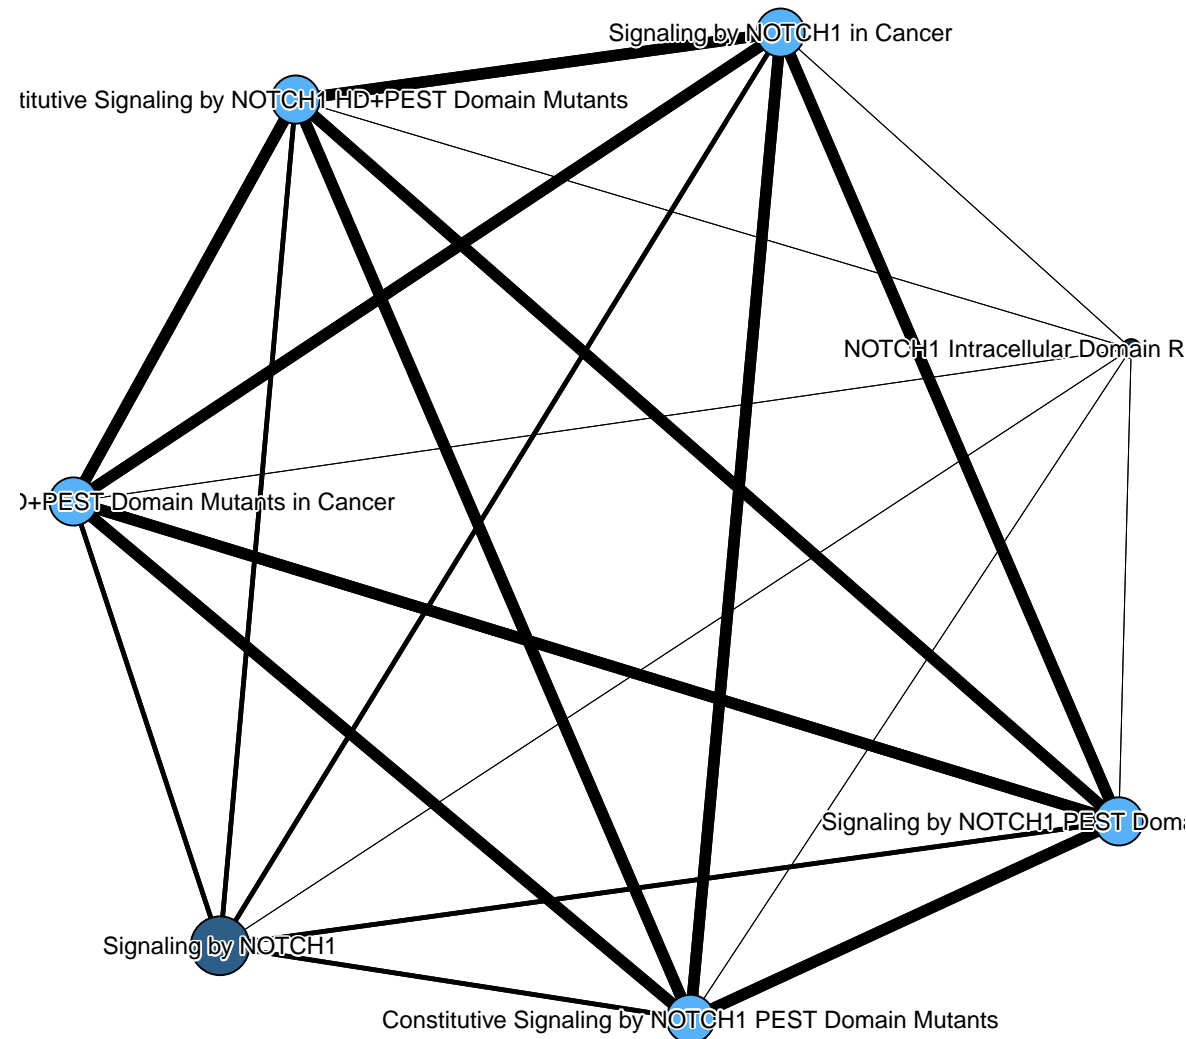 Signaling by NOTCH1 in Cancer
titutive Signaling by NOTCH1 HD+PEST Domain Mutants
NOTCH1 Intracellular Domain R
D+PEST Domain Mutants in Cancer
Signaling by NOTCH1 PEST Doma
Signaling by NOTCH1
Constitutive Signaling by NOTCH1 PEST Domain Mutants